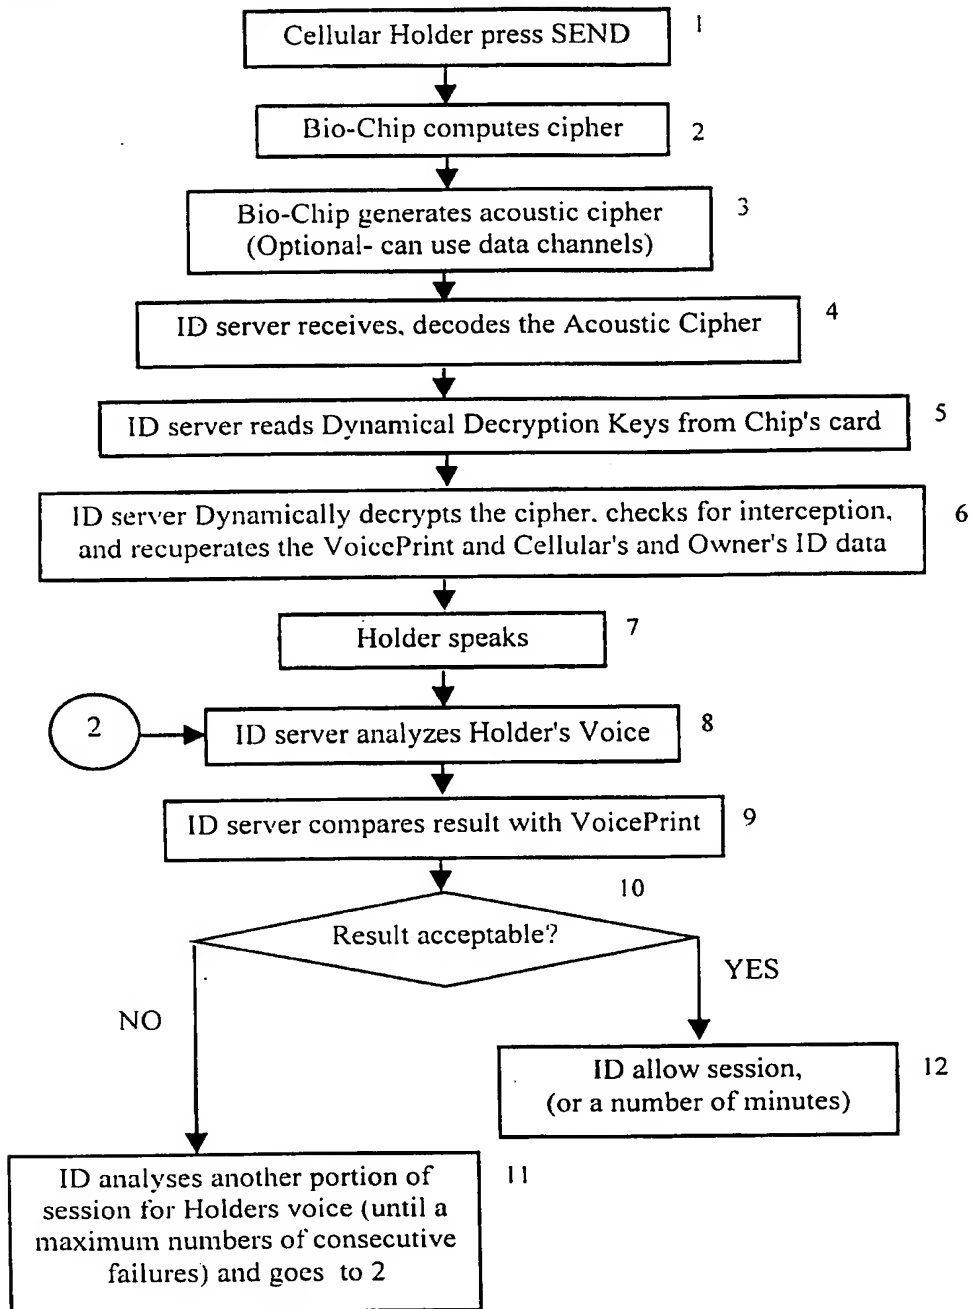 Cellular Holder press SEND
1
Bio-Chip computes cipher
2
Bio-Chip generates acoustic cipher
(Optional- can use data channels)
3
ID server receives, decodes the Acoustic Cipher
4
ID server reads Dynamical Decryption Keys from Chip's card
5
ID server Dynamically decrypts the cipher, checks for interception,
and recuperates the VoicePrint and Cellular's and Owner's ID data
6
Holder speaks
7
2
ID server analyzes Holder's Voice
8
ID server compares result with VoicePrint
9
10
Result acceptable?
YES
NO
ID allow session,
(or a number of minutes)
12
ID analyses another portion of
session for Holders voice (until a
maximum numbers of consecutive
failures) and goes to 2
11